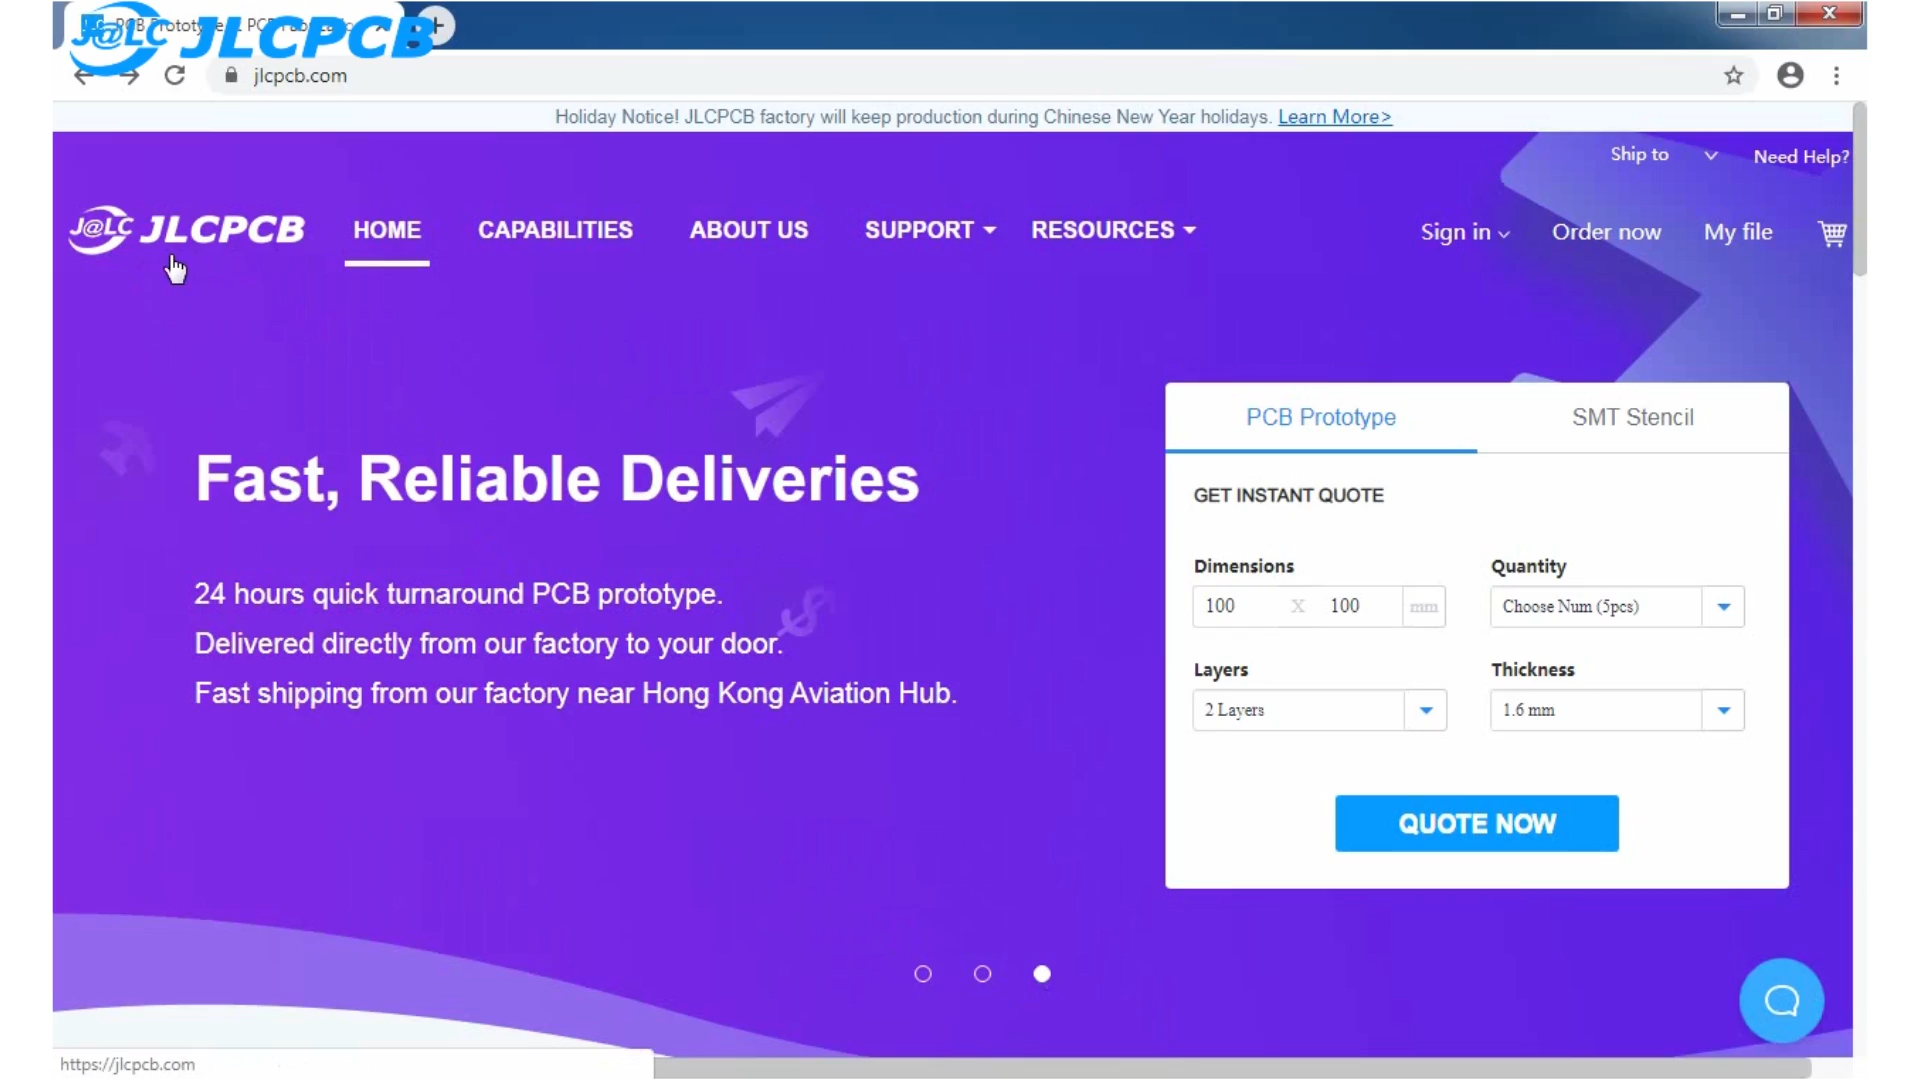 JLCPCB
jlcpcb.com
Holiday Notice! JLCPCB factory will keep production during Chinese New Year holidays. Learn More>
Ship to
Need Help?
J@LC JLCPCB
HOME
CAPABILITIES
ABOUT US
SUPPORT
RESOURCES
Sign in
Order now
My file
Fast, Reliable Deliveries
24 hours quick turnaround PCB prototype.
Delivered directly from our factory to your door.
Fast shipping from our factory near Hong Kong Aviation Hub.
PCB Prototype
SMT Stencil
GET INSTANT QUOTE
Dimensions
Quantity
100 X 100 mm
Choose Num (5pcs)
Layers
Thickness
2 Layers
1.6 mm
QUOTE NOW
https://jlcpcb.com